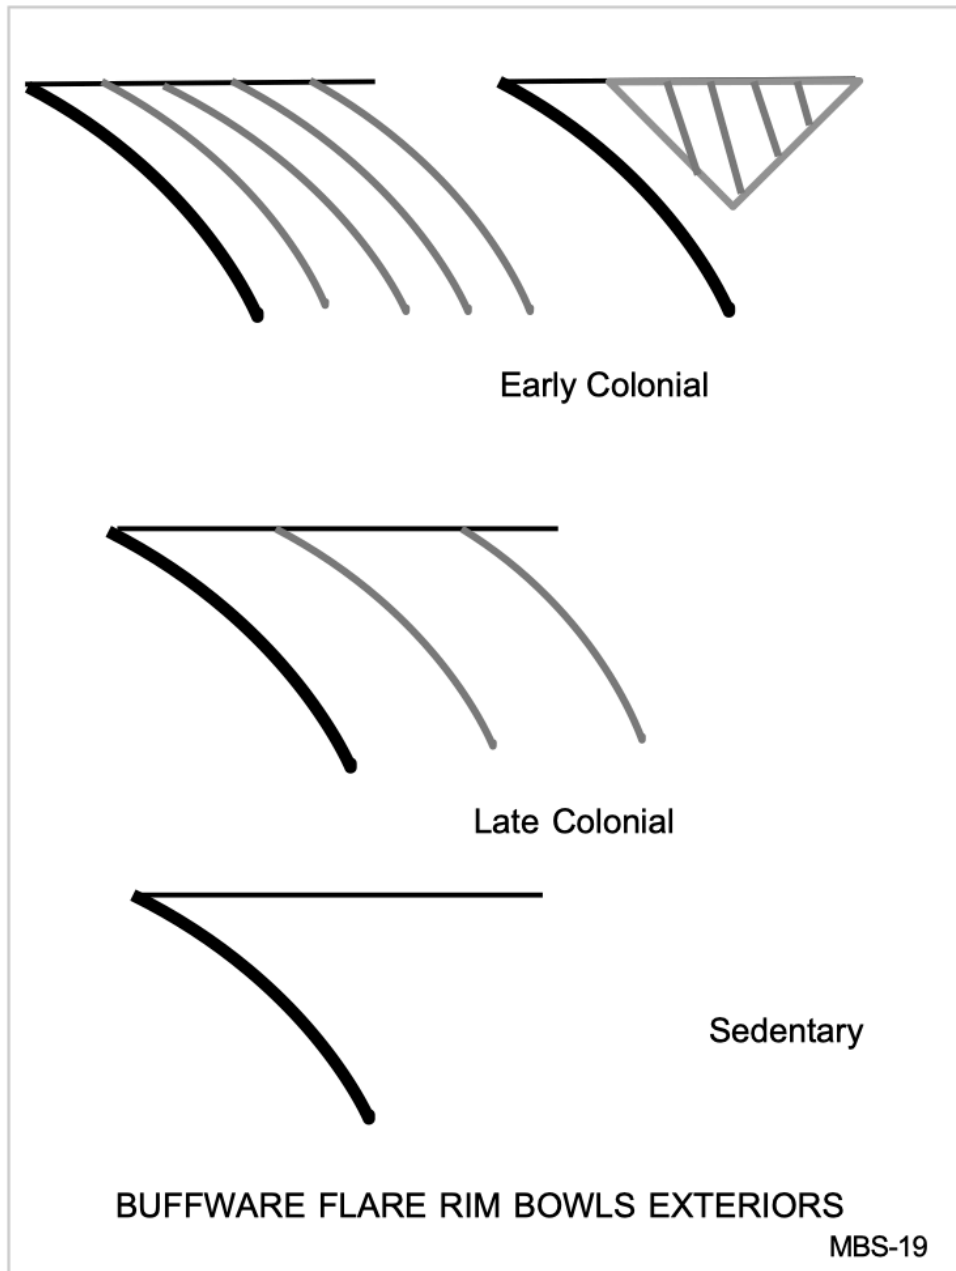 Early Colonial
Late Colonial
Sedentary
BUFFWARE FLARE RIM BOWLS EXTERIORS
MBS-19